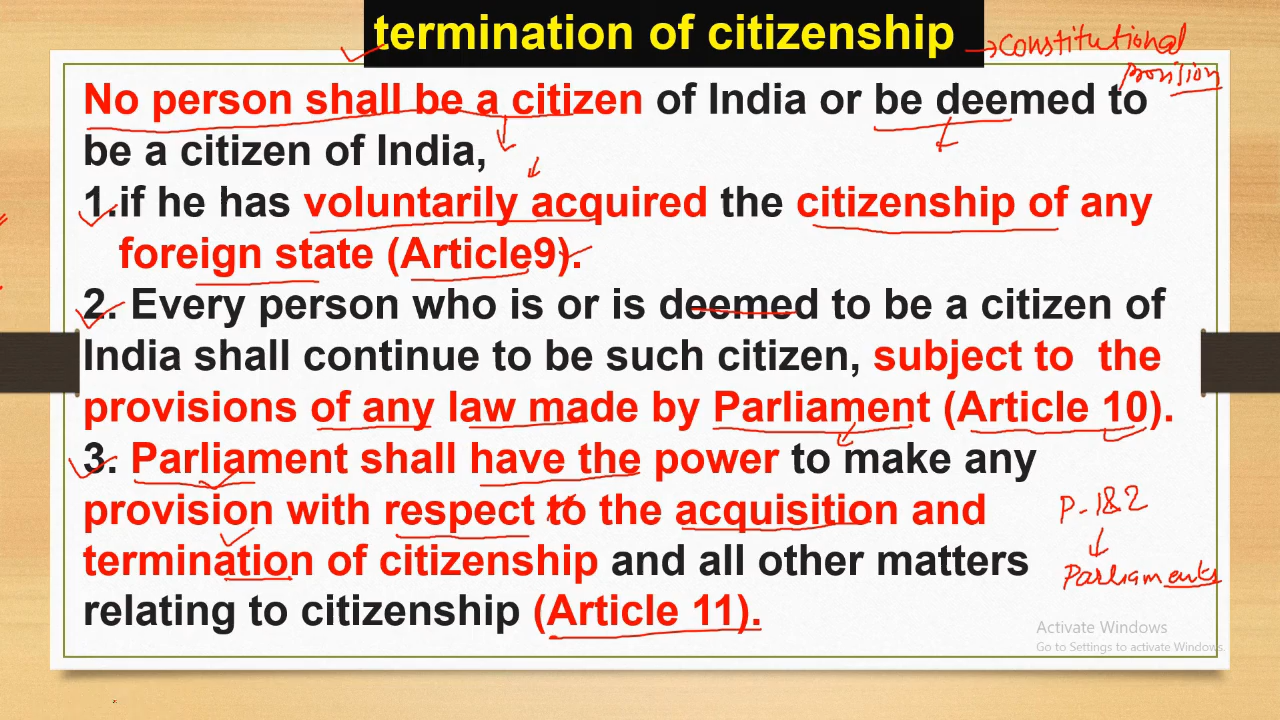 termination of citizenship → Constitutional
provision
No person shall be a citizen of India or be deemed to
be a citizen of India,
1.if he has voluntarily acquired the citizenship of any
foreign state (Article9).
2. Every person who is or is deemed to be a citizen of
India shall continue to be such citizen, subject to the
provisions of any law made by Parliament (Article 10).
3. Parliament shall have the power to make any
provision with respect to the acquisition and
P-1&2
termination of citizenship and all other matters
Parliaments
relating to citizenship (Article 11).
Activate Windows
Go to Settings to activate Windows.